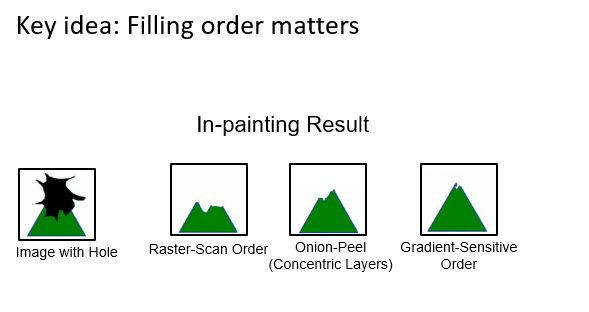 Key idea: Filling order matters
In-painting Result
Image with Hole
Raster-Scan Order
Onion-Peel
(Concentric Layers)
Gradient-Sensitive
Order